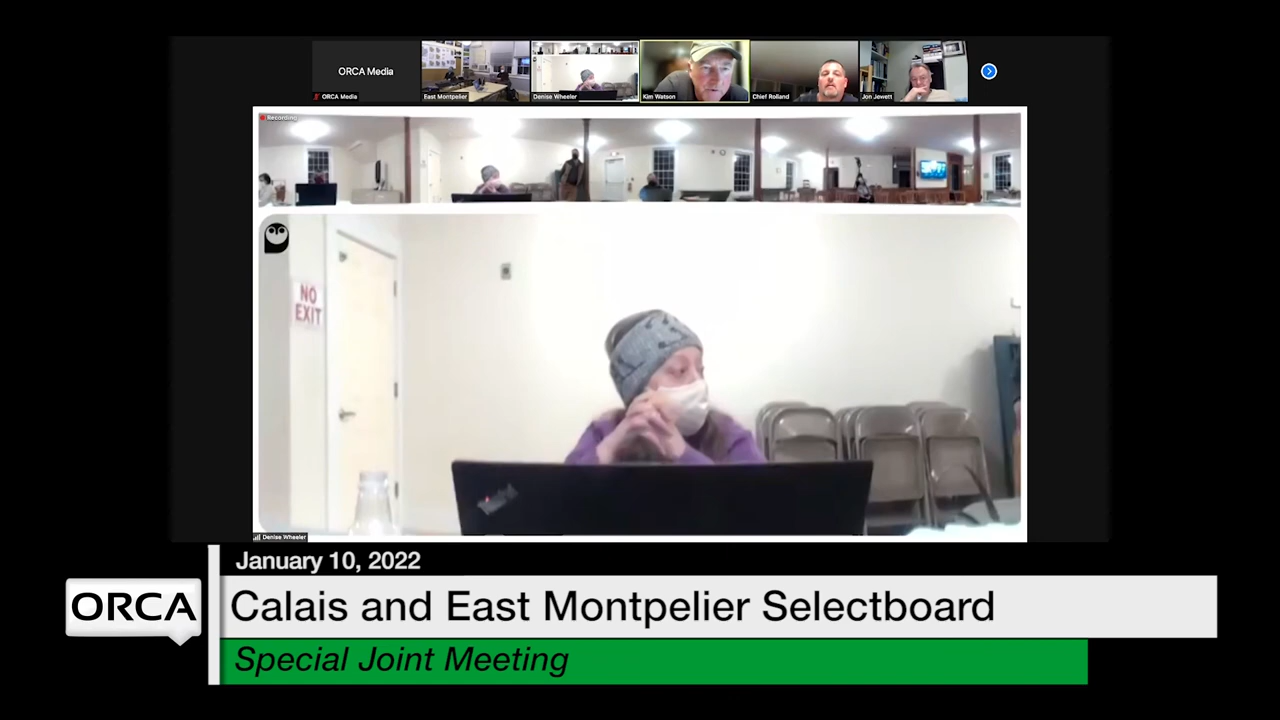 ORCA Media
ORCA Media
East Montpelier
Denise Wheeler
Kim Watson
Chief Rolland
Jon Jewett
Recording
NO
EXIT
ThinkPad
Denise Wheeler
January 10, 2022
ORCA
Calais and East Montpelier Selectboard
Special Joint Meeting